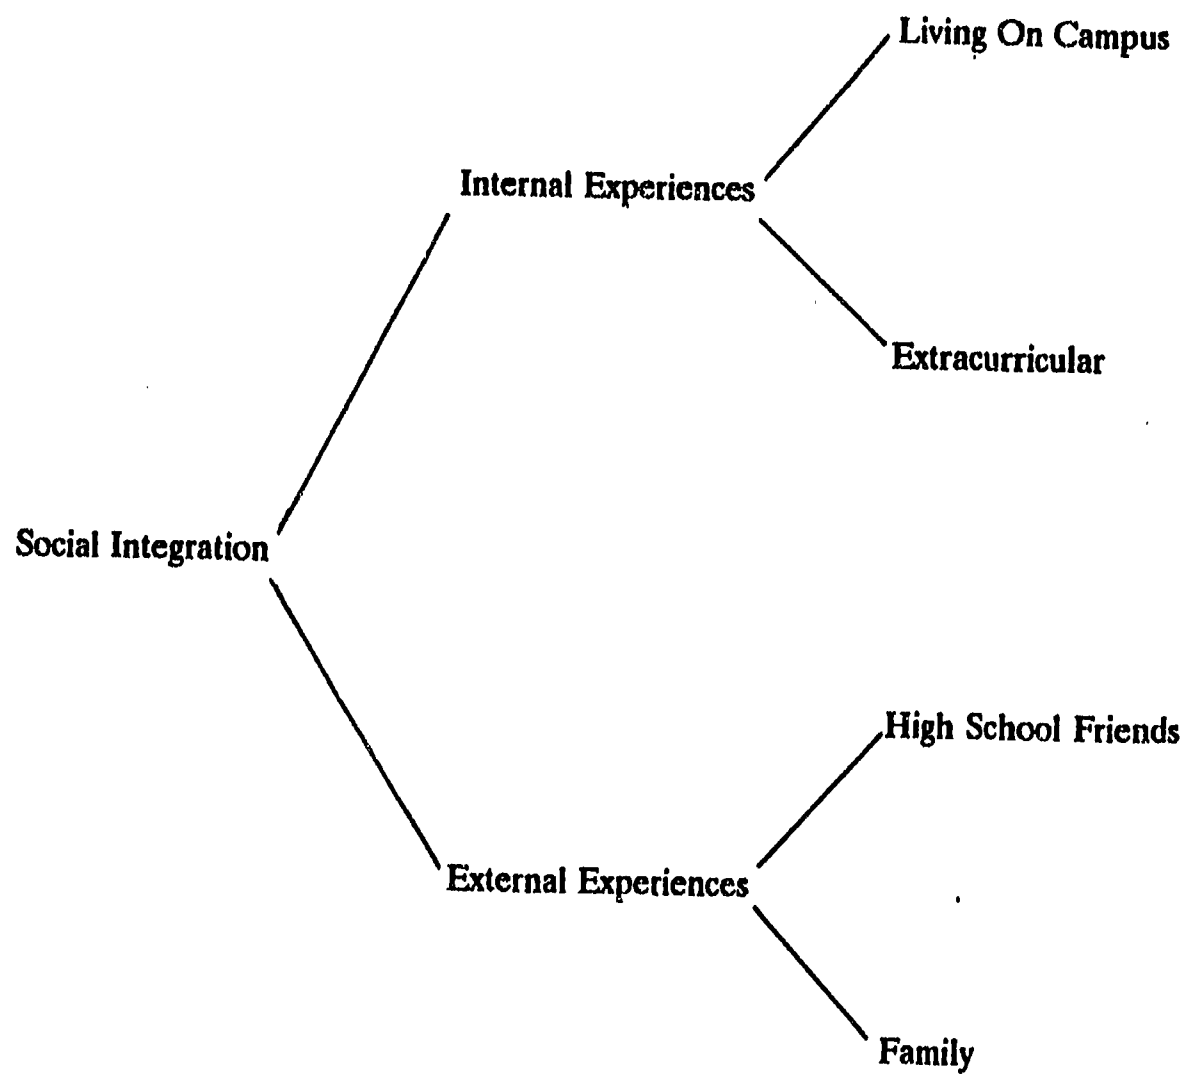 Living On Campus
Internal Experiences
Extracurricular
Social Integration
High School Friends
External Experiences
Family